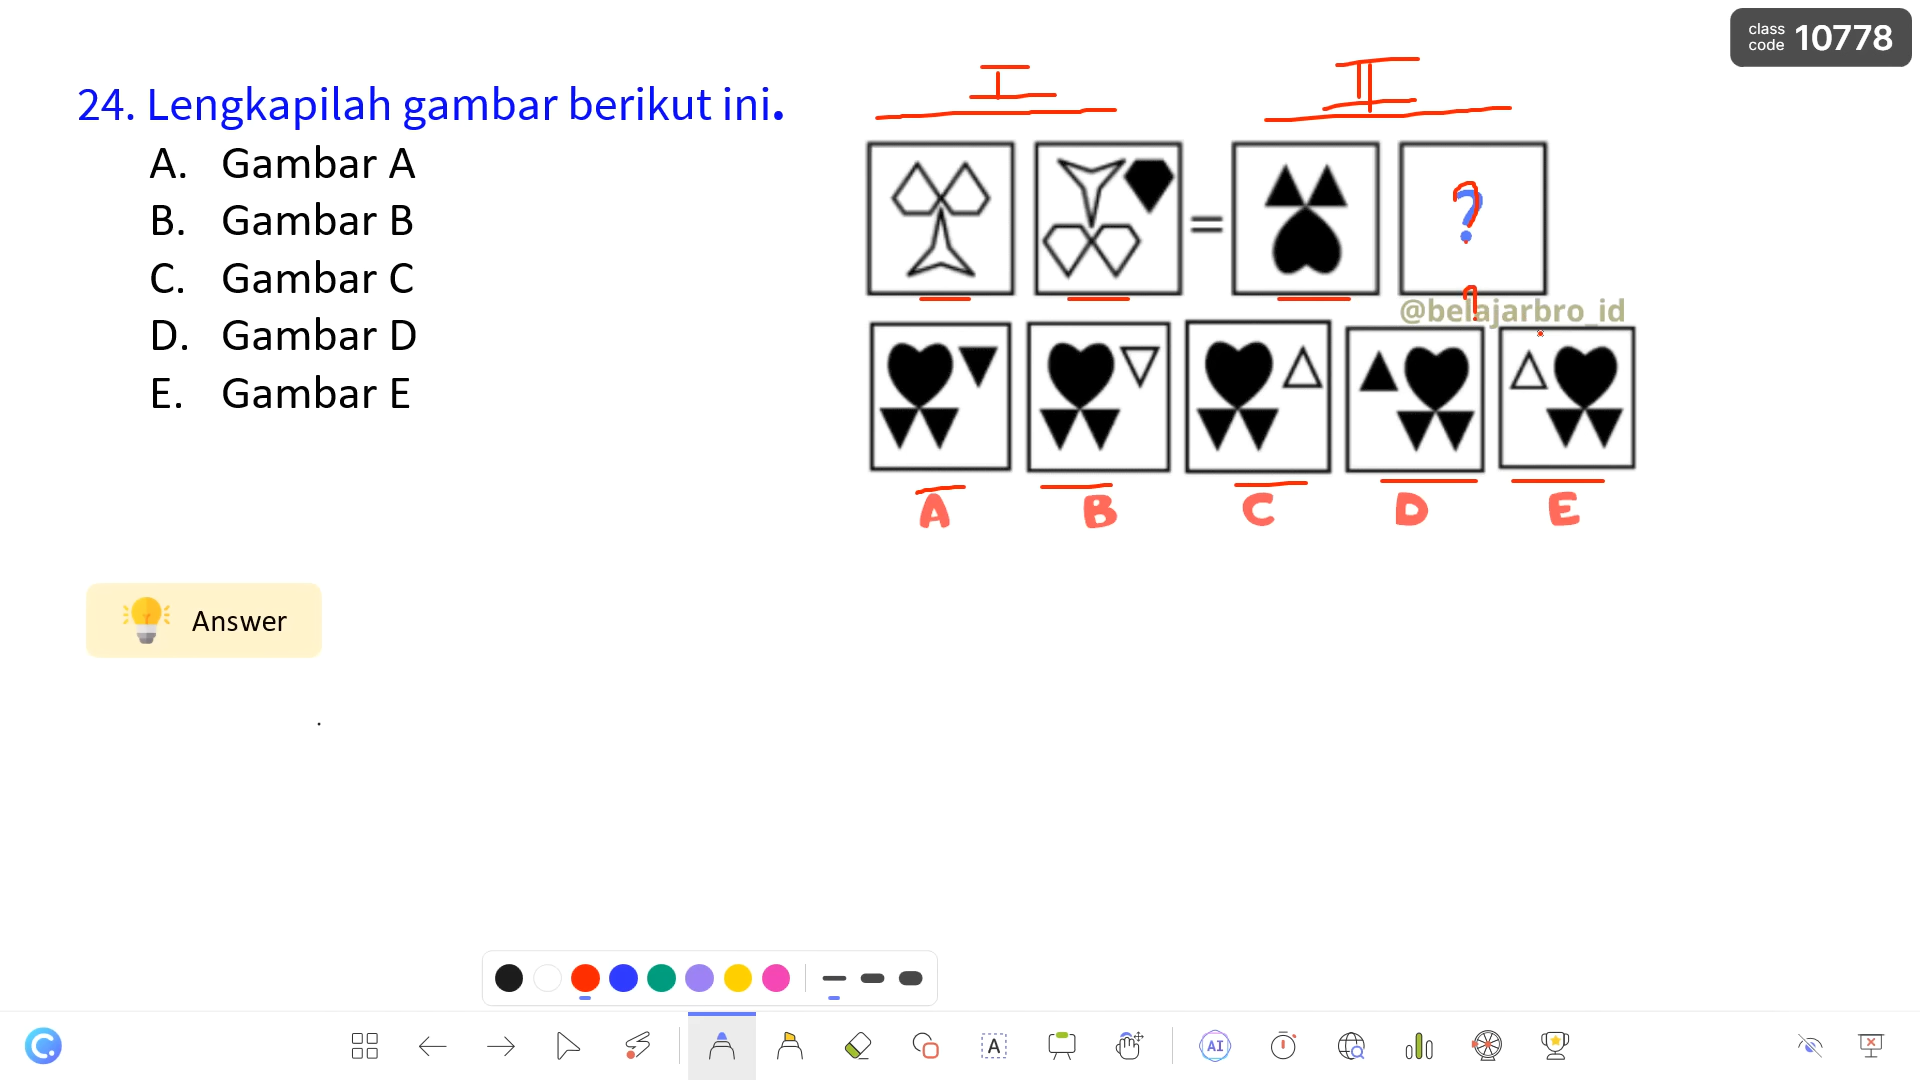 class code 10778
24. Lengkapilah gambar berikut ini.
A. Gambar A
B. Gambar B
C. Gambar C
D. Gambar D
E. Gambar E
I II
= ?
?
@belajarbro_id
A B C D E
Answer
A AI